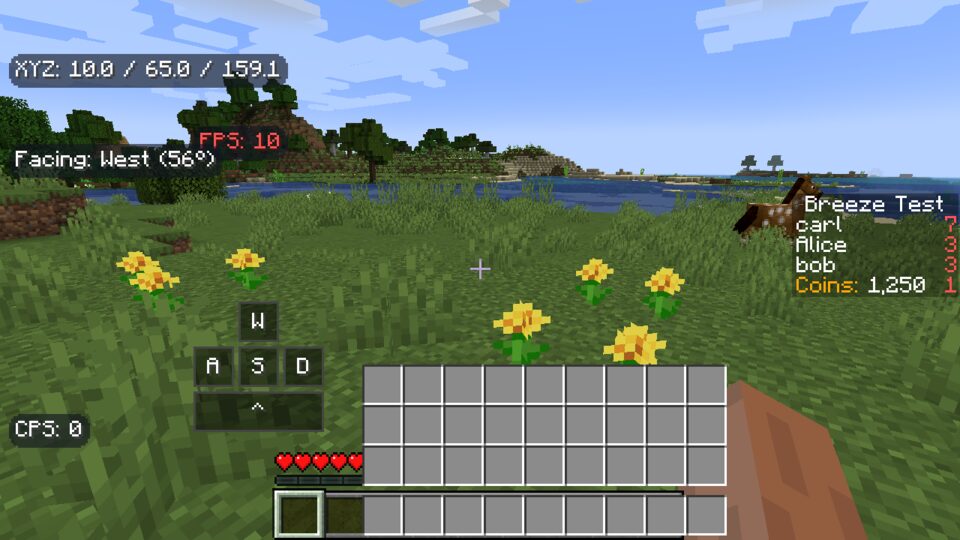 XYZ: 10.0 / 65.0 / 159.1
FPS: 10
Facing: West (56°)
Breeze Test
carl 7
Alice 3
bob 3
Coins: 1,250 1
W
A S D
^
CPS: 0